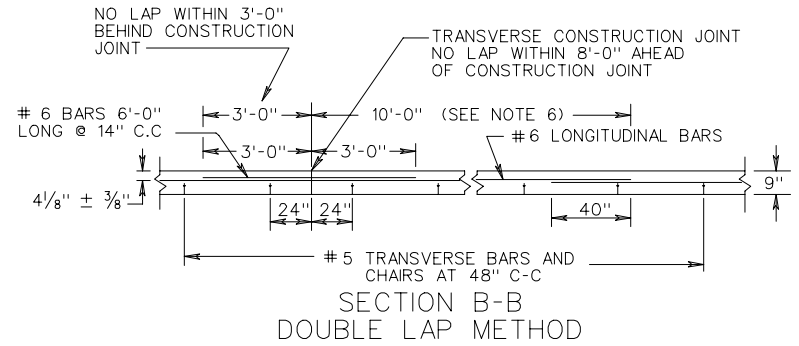 NO LAP WITHIN 3'-0"
BEHIND CONSTRUCTION
JOINT
TRANSVERSE CONSTRUCTION JOINT
NO LAP WITHIN 8'-0" AHEAD
OF CONSTRUCTION JOINT
# 6 BARS 6'-0"
LONG @ 14" C.C
3'-0"
10'-0" (SEE NOTE 6)
#6 LONGITUDINAL BARS
3'-0"
3'-0"
4⅛" ± ⅜"
9"
24"
24"
40"
#5 TRANSVERSE BARS AND
CHAIRS AT 48" C-C
SECTION B-B
DOUBLE LAP METHOD